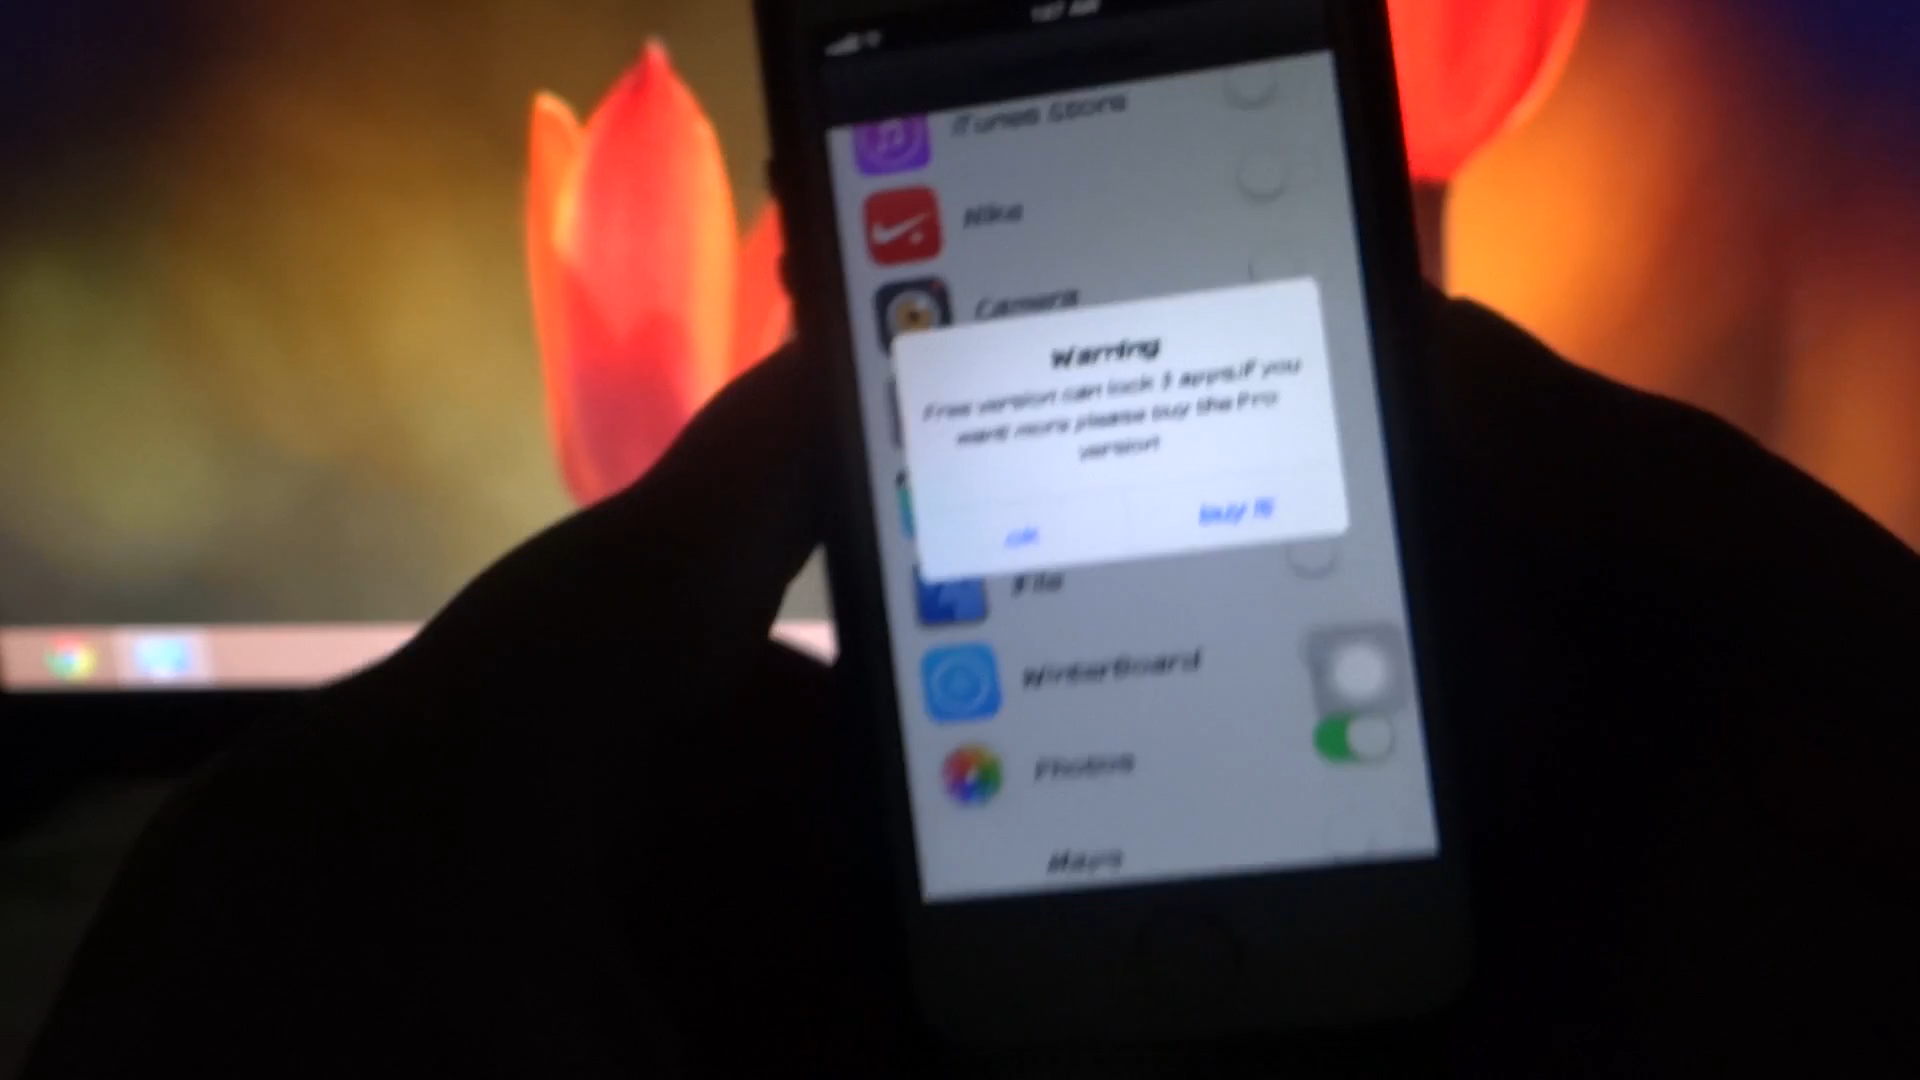 iTunes Store
Nike
Camera
Warning
Free version can lock apps.if you
want more please buy the Pro
version
ok
Buy it
File
WinterBoard
Photos
Maps